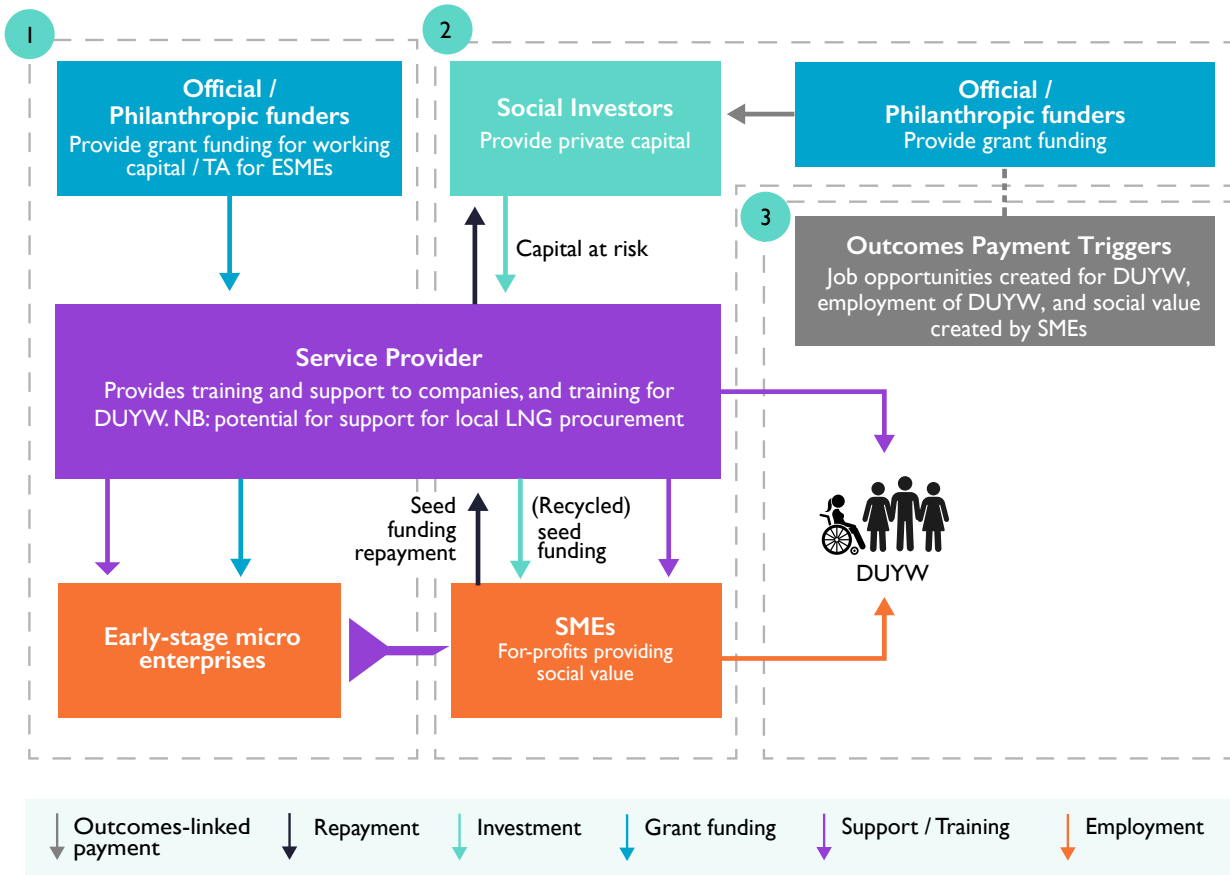 1
Official /
Philanthropic funders
Provide grant funding for working
capital / TA for ESMEs
2
Social Investors
Provide private capital
Official /
Philanthropic funders
Provide grant funding
3
Outcomes Payment Triggers
Job opportunities created for DUYW,
employment of DUYW, and social value
created by SMEs
Capital at risk
Service Provider
Provides training and support to companies, and training for
DUYW. NB: potential for support for local LNG procurement
Seed
funding
repayment
(Recycled)
seed
funding
DUYW
Early-stage micro
enterprises
SMEs
For-profits providing
social value
Outcomes-linked
payment
Repayment
Investment
Grant funding
Support / Training
Employment